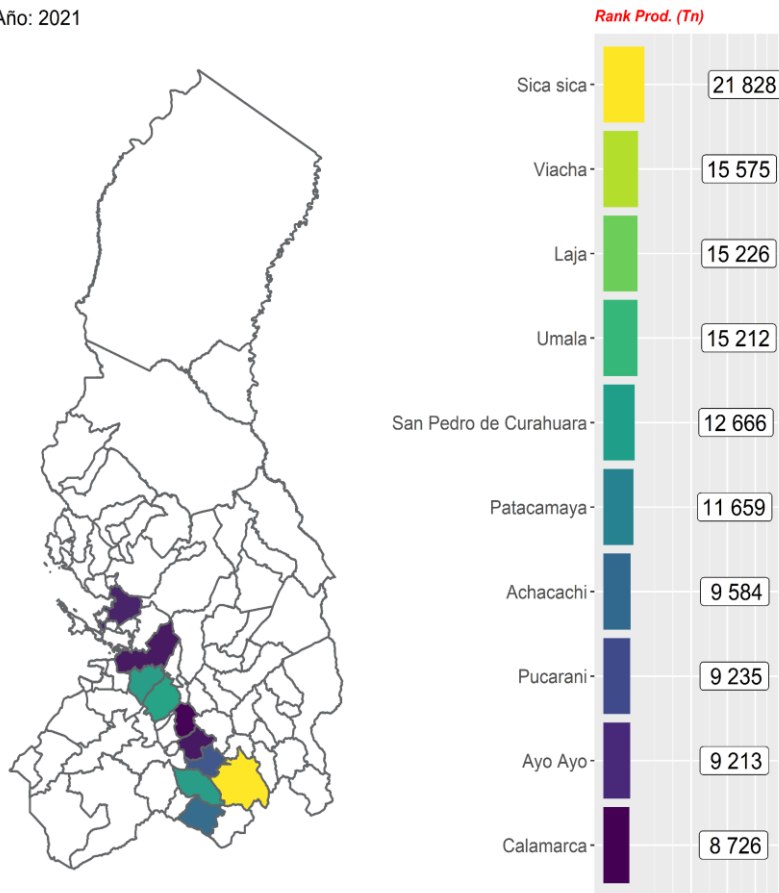 Año: 2021
Rank Prod. (Tn)
Sica sica 21 828
Viacha 15 575
Laja 15 226
Umala 15 212
San Pedro de Curahuara 12 666
Patacamaya 11 659
Achacachi 9 584
Pucarani 9 235
Ayo Ayo 9 213
Calamarca 8 726